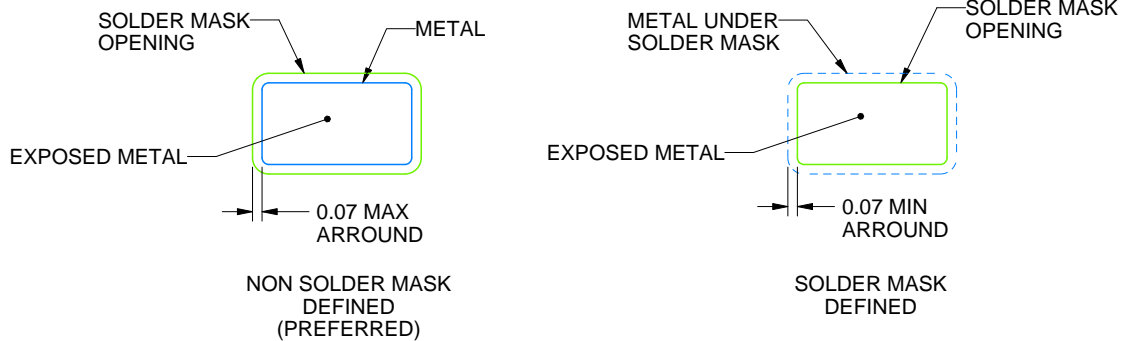 SOLDER MASK
OPENING
METAL
EXPOSED METAL
0.07 MAX
ARROUND
NON SOLDER MASK
DEFINED
(PREFERRED)
METAL UNDER
SOLDER MASK
SOLDER MASK
OPENING
EXPOSED METAL
0.07 MIN
ARROUND
SOLDER MASK
DEFINED